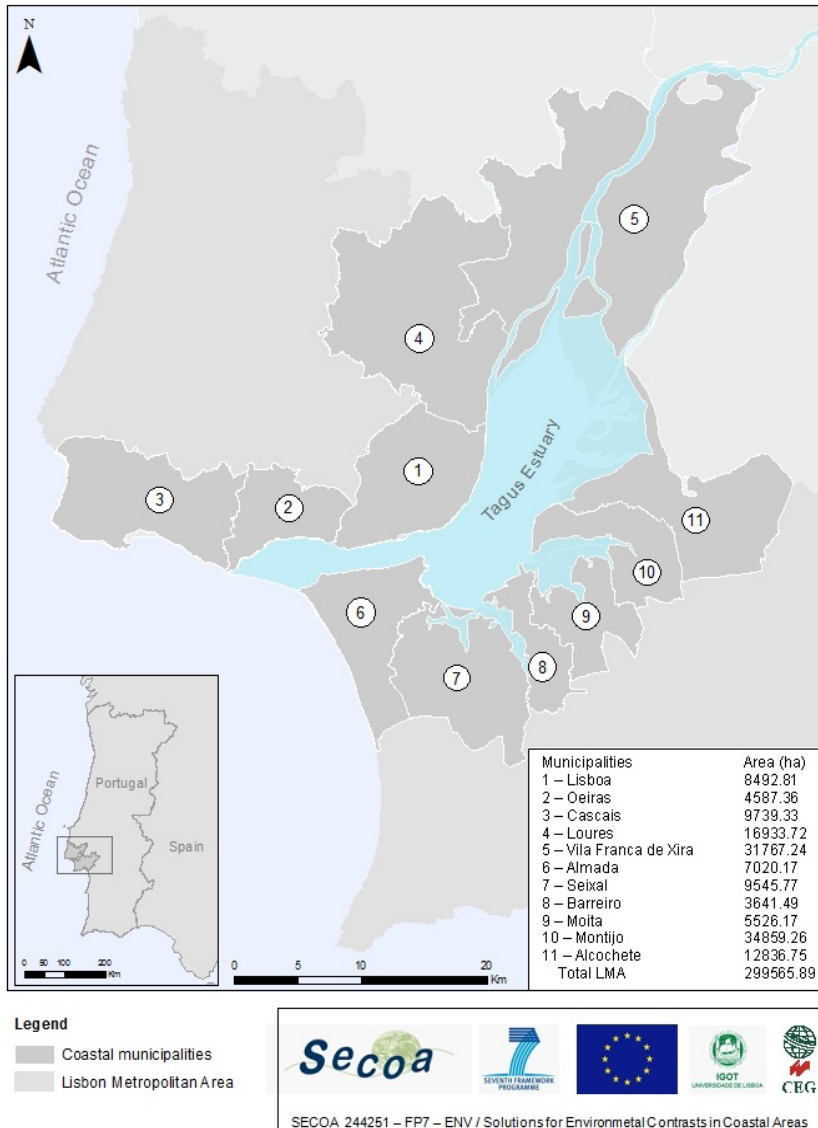 N
Atlantic Ocean
5
4
Tagus Estuary
1
3
2
11
10
6
9
8
7
Municipalities Area (ha)
1 – Lisboa 8492.81
2 – Oeiras 4587.36
3 – Cascais 9739.33
4 – Loures 16933.72
5 – Vila Franca de Xira 31767.24
6 – Almada 7020.17
7 – Seixal 9545.77
8 – Barreiro 3641.49
9 – Moita 5526.17
10 – Montijo 34859.26
11 – Alcochete 12836.75
Total LMA 299565.89
Atlantic Ocean
Portugal
Spain
0 50 100 200
Km
0 10 20
Km
Legend
Coastal municipalities
Lisbon Metropolitan Area
Secoa
7
SEVENTH FRAMEWORK
PROGRAMME
IGOT
UNIVERSIDADE DE LISBOA
CEG
SECOA 244251 – FP7 – ENV / Solutions for Environmetal Contrasts in Coastal Areas